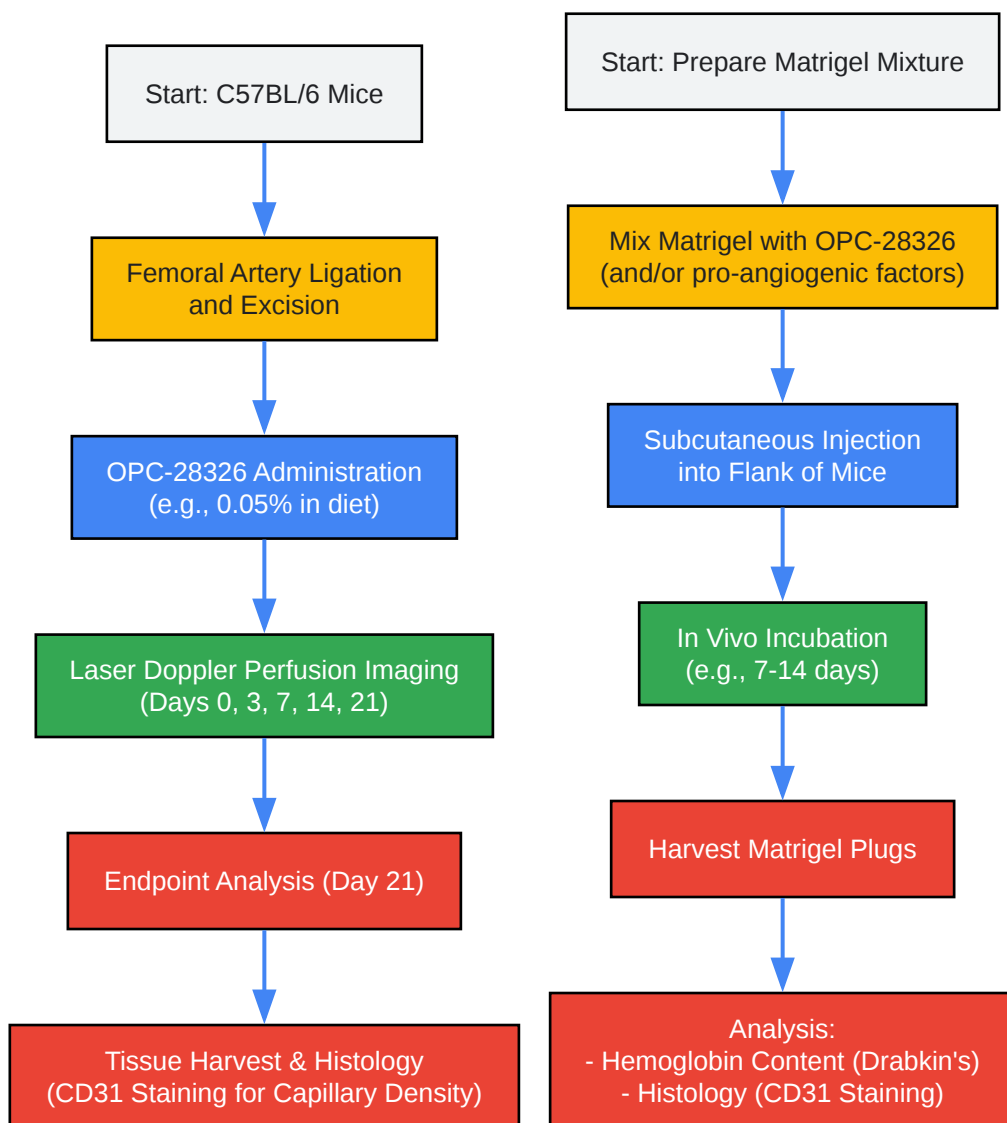 Start: C57BL/6 Mice
Femoral Artery Ligation
and Excision
OPC-28326 Administration
(e.g., 0.05% in diet)
Laser Doppler Perfusion Imaging
(Days 0, 3, 7, 14, 21)
Endpoint Analysis (Day 21)
Tissue Harvest & Histology
(CD31 Staining for Capillary Density)
Start: Prepare Matrigel Mixture
Mix Matrigel with OPC-28326
(and/or pro-angiogenic factors)
Subcutaneous Injection
into Flank of Mice
In Vivo Incubation
(e.g., 7-14 days)
Harvest Matrigel Plugs
Analysis:
- Hemoglobin Content (Drabkin's)
- Histology (CD31 Staining)